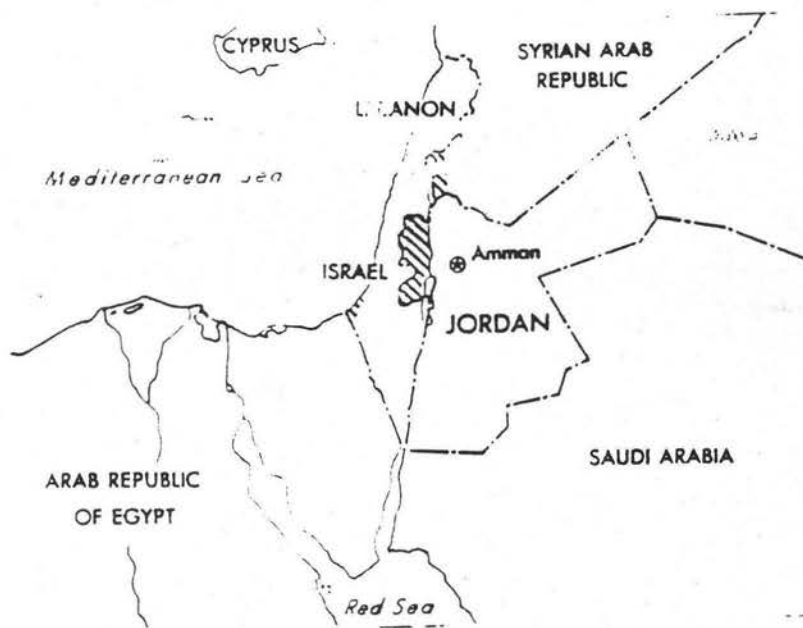 CYPRUS
SYRIAN ARAB
REPUBLIC
Mediterranean
ISRAEL
Amman
JORDAN
SAUDI ARABIA
ARAB REPUBLIC
OF EGYPT
Red Sea